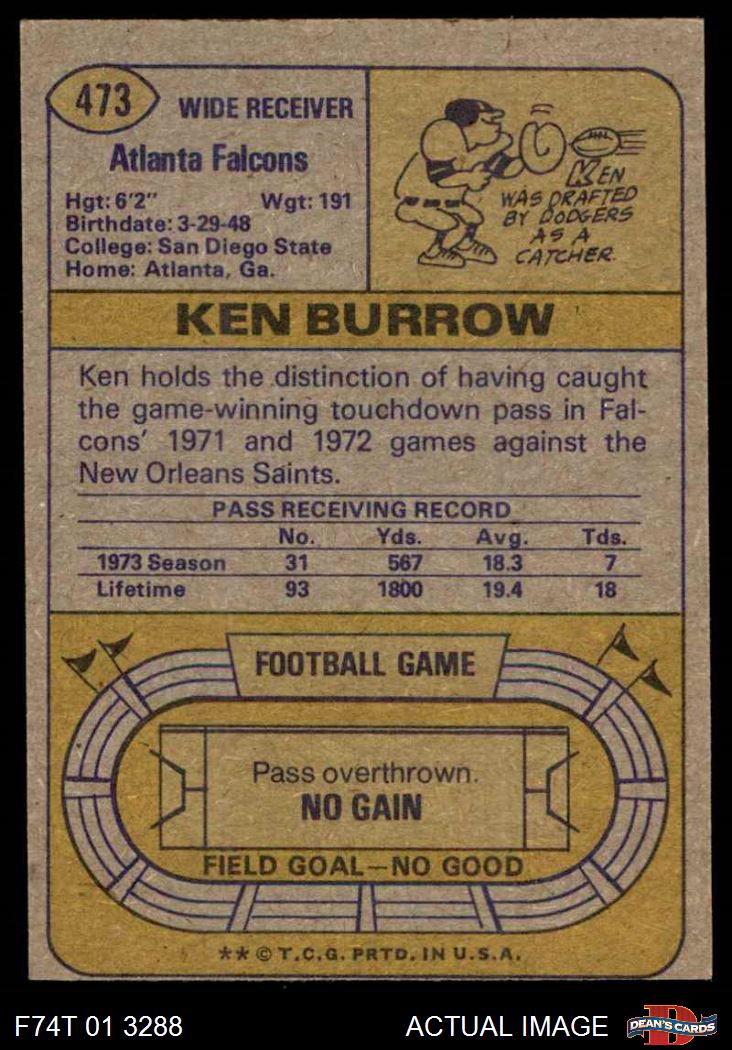 473
WIDE RECEIVER
Atlanta Falcons
Hgt: 6'2" Wgt: 191
Birthdate: 3-29-48
College: San Diego State
Home: Atlanta, Ga.
KEN
WAS DRAFTED
BY DODGERS
AS A
CATCHER.
KEN BURROW
Ken holds the distinction of having caught
the game-winning touchdown pass in Fal-
cons' 1971 and 1972 games against the
New Orleans Saints.
PASS RECEIVING RECORD
No. Yds. Avg. Tds.
1973 Season 31 567 18.3 7
Lifetime 93 1800 19.4 18
FOOTBALL GAME
Pass overthrown.
NO GAIN
FIELD GOAL—NO GOOD
** © T.C.G. PRTD. IN U.S.A.
F74T 01 3288 ACTUAL IMAGE D DEAN'S CARDS